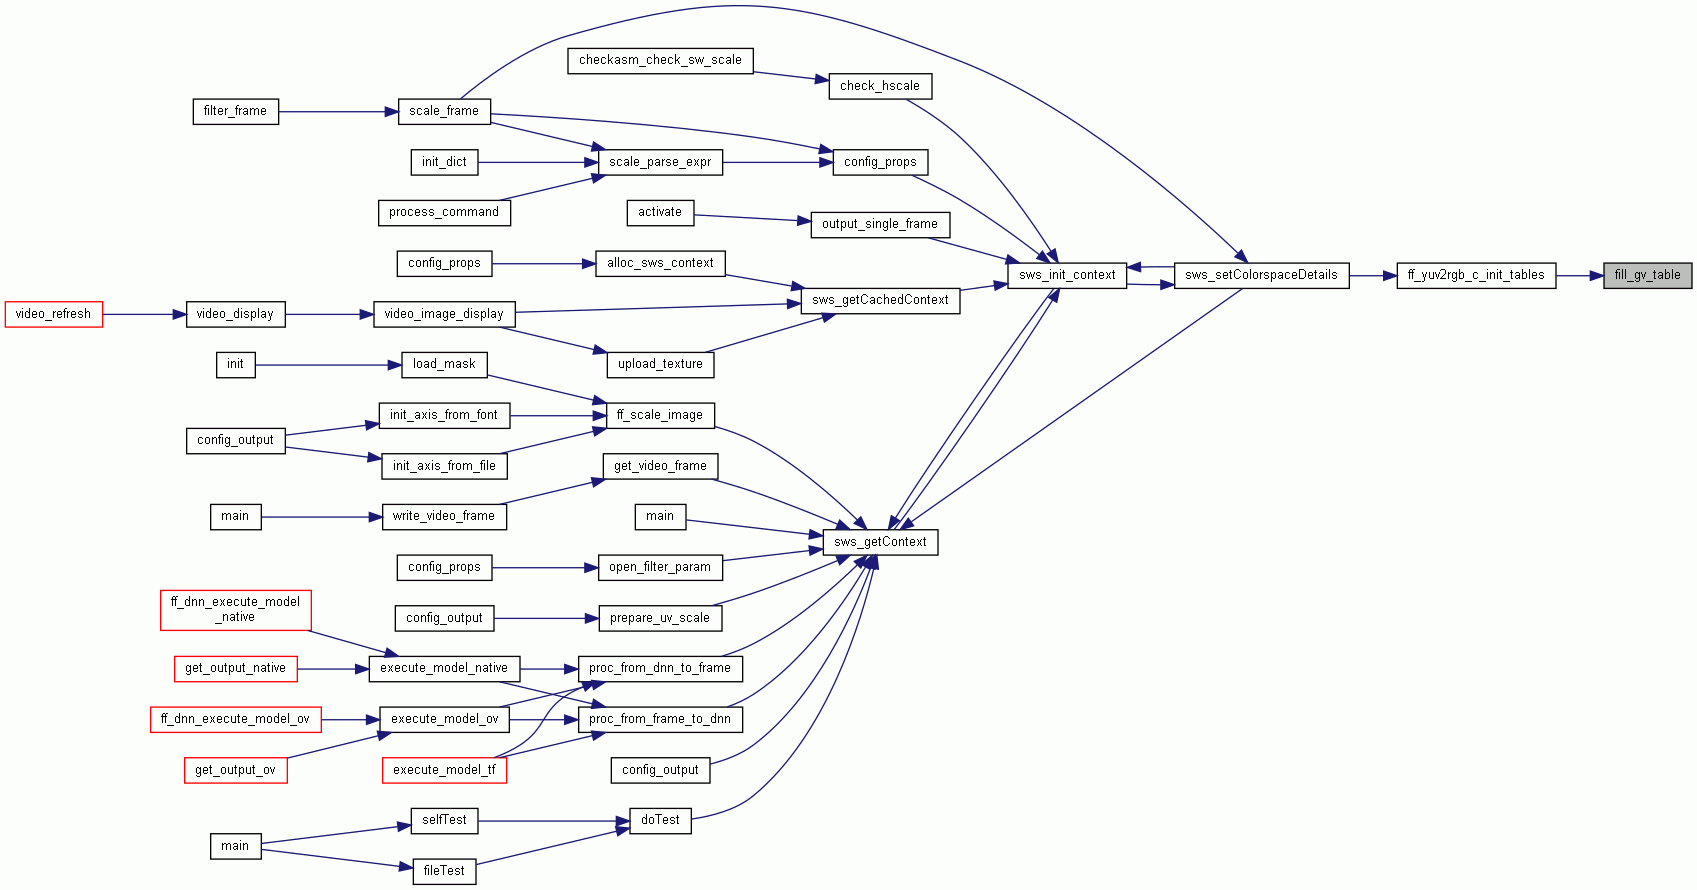 checkasm_check_sw_scale
check_hscale
filter_frame
scale_frame
init_dict
scale_parse_expr
config_props
process_command
activate
output_single_frame
config_props
alloc_sws_context
sws_init_context
sws_setColorspaceDetails
ff_yuv2rgb_c_init_tables
fill_gv_table
sws_getCachedContext
video_refresh
video_display
video_image_display
init
load_mask
upload_texture
init_axis_from_font
ff_scale_image
config_output
init_axis_from_file
get_video_frame
main
write_video_frame
main
sws_getContext
config_props
open_filter_param
ff_dnn_execute_model
_native
config_output
prepare_uv_scale
get_output_native
execute_model_native
proc_from_dnn_to_frame
ff_dnn_execute_model_ov
execute_model_ov
proc_from_frame_to_dnn
get_output_ov
execute_model_tf
config_output
selfTest
doTest
main
fileTest